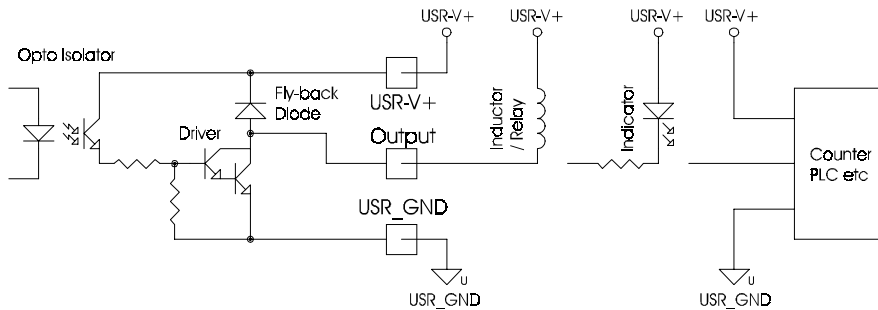 USR-V+
USR-V+
USR-V+
USR-V+
Opto Isolator
Fly-back
Diode
USR-V+
Driver
Output
Inductor
/ Relay
Indicator
Counter
PLC etc
USR_GND
U
USR_GND
U
USR_GND